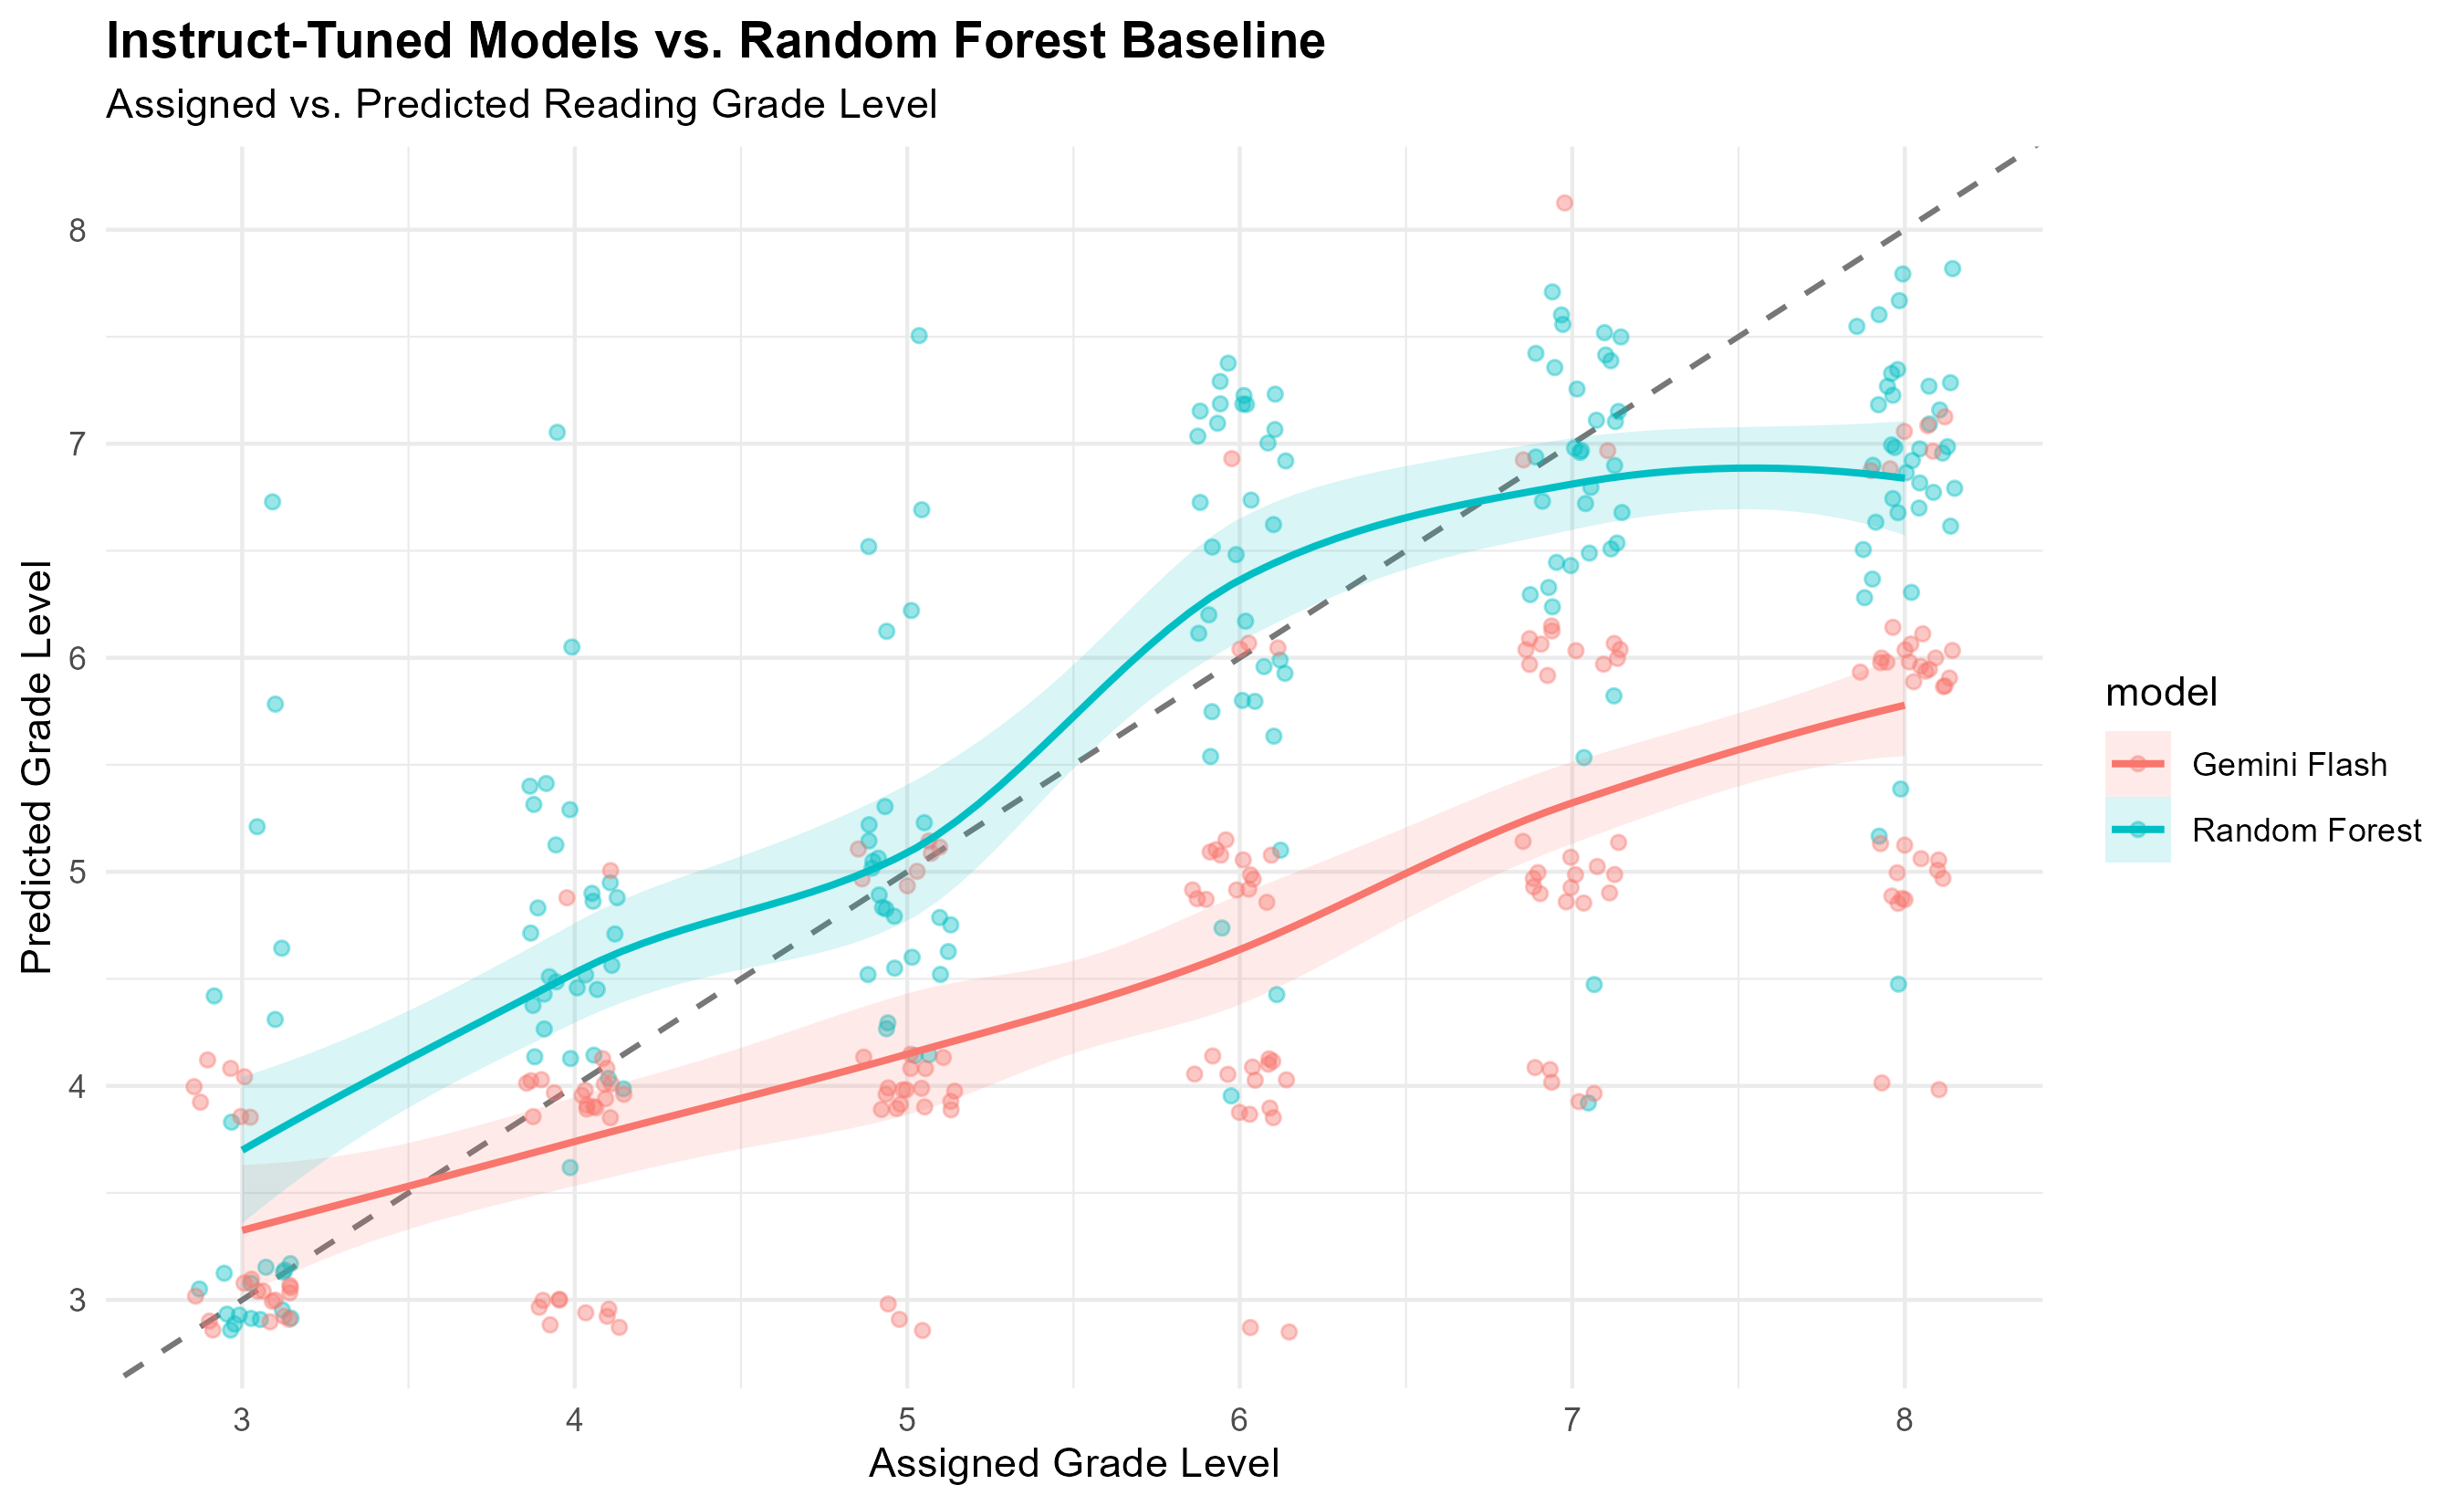 Instruct-Tuned Models vs. Random Forest Baseline
Assigned vs. Predicted Reading Grade Level
8
7
6
5
4
3
Predicted Grade Level
3 4 5 6 7 8
Assigned Grade Level
model
Gemini Flash
Random Forest